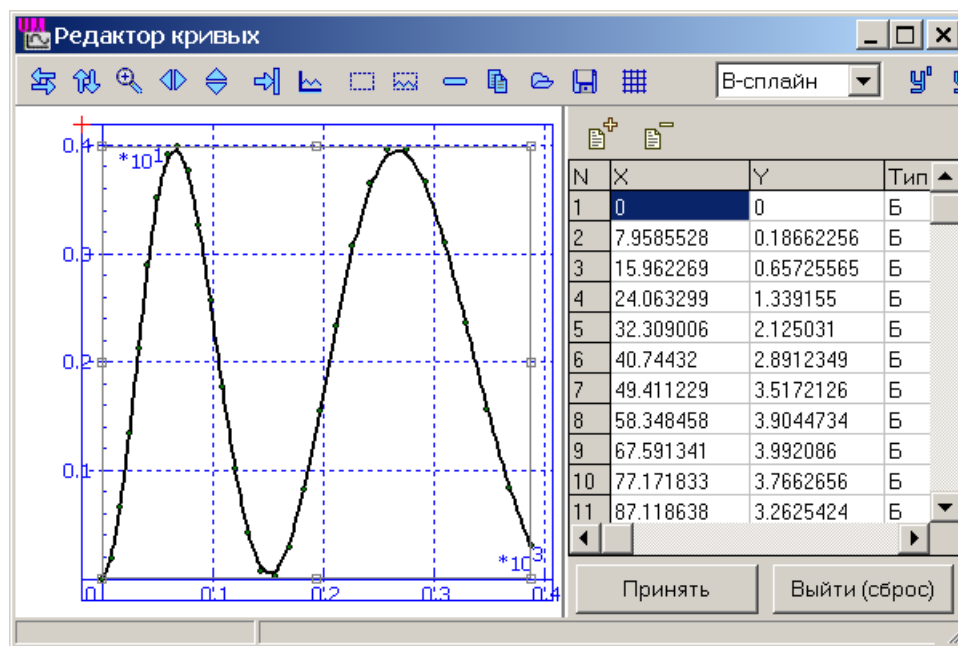 Редактор кривых
В-сплайн
y'
0.4
*10¹
0.3
0.2
0.1
*10³
0.1
0.2
0.3
0.4
N X Y Тип
1 0 0 Б
2 7.9585528 0.18662256 Б
3 15.962269 0.65725565 Б
4 24.063299 1.339155 Б
5 32.309006 2.125031 Б
6 40.74432 2.8912349 Б
7 49.411229 3.5172126 Б
8 58.348458 3.9044734 Б
9 67.591341 3.992086 Б
10 77.171833 3.7662656 Б
11 87.118638 3.2625424 Б
Принять Выйти (сброс)